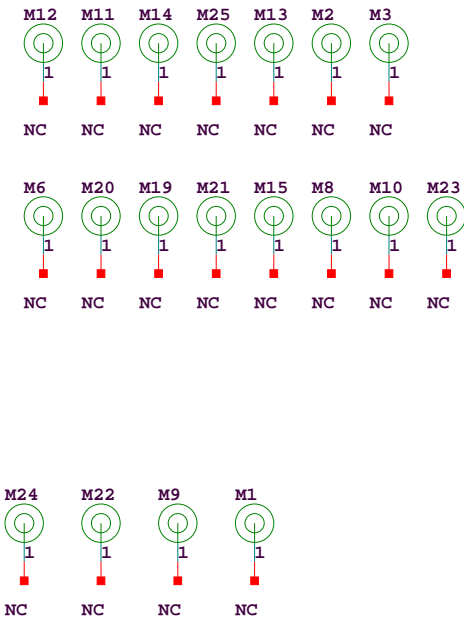 M12 M11 M14 M25 M13 M2 M3
1 1 1 1 1 1 1
NC NC NC NC NC NC NC
M6 M20 M19 M21 M15 M8 M10 M23
1 1 1 1 1 1 1 1
NC NC NC NC NC NC NC NC
M24 M22 M9 M1
1 1 1 1
NC NC NC NC